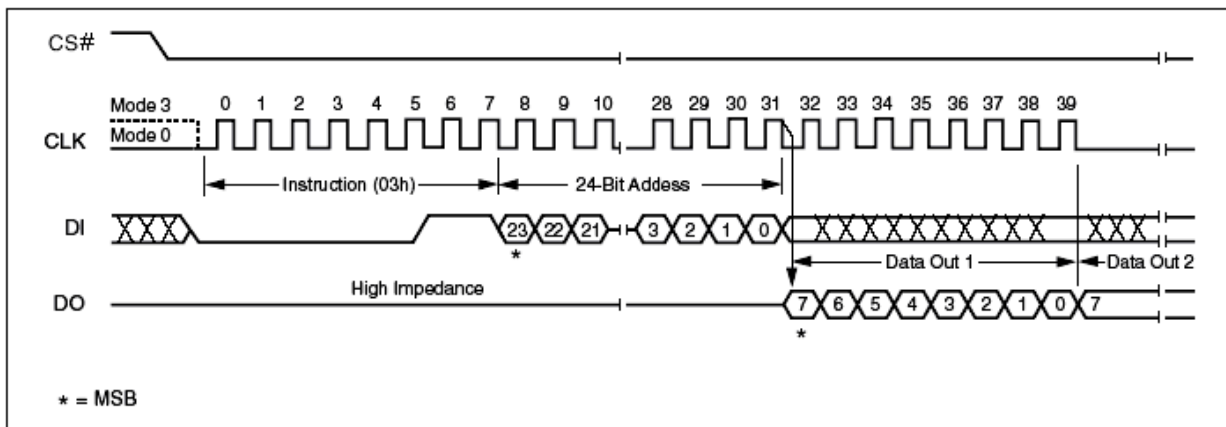 CS#
Mode 3 0 1 2 3 4 5 6 7 8 9 10 28 29 30 31 32 33 34 35 36 37 38 39
CLK Mode 0
Instruction (03h) 24-Bit Addess
DI 23 22 21 3 2 1 0
* Data Out 1 Data Out 2
High Impedance
DO 7 6 5 4 3 2 1 0 7
*
* = MSB